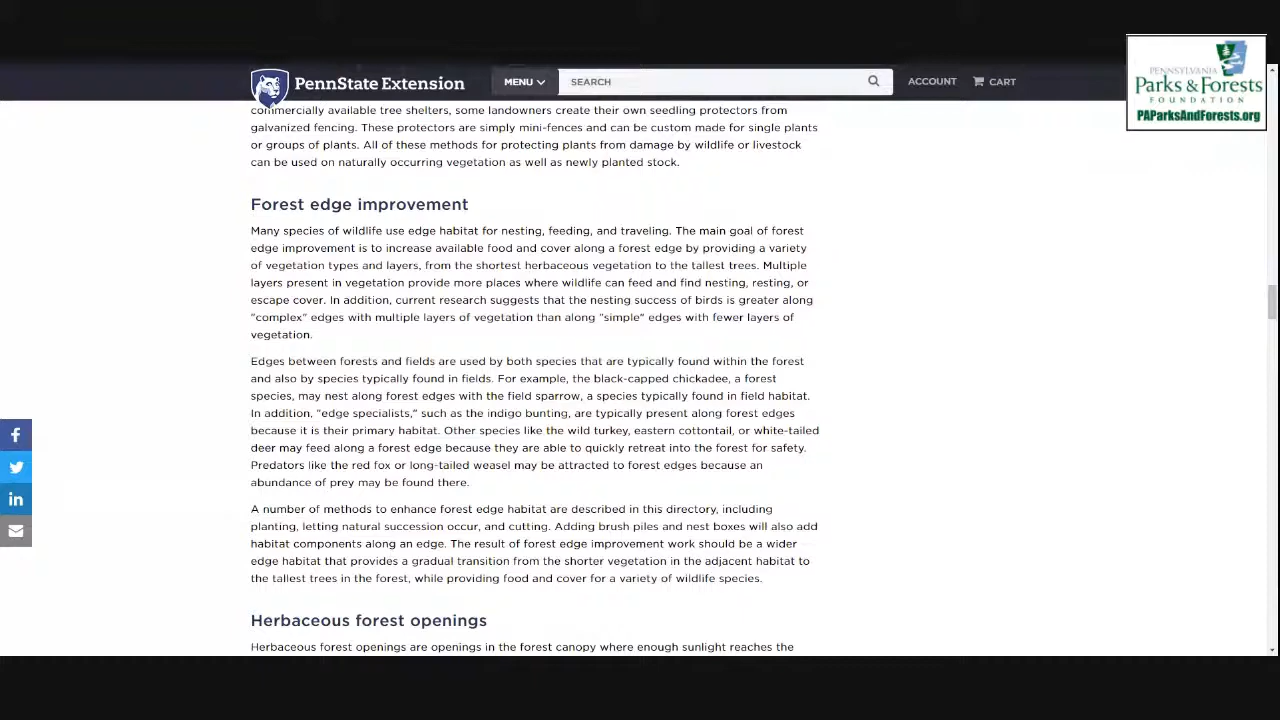 PennState Extension
MENU
SEARCH
ACCOUNT
CART
PENNSYLVANIA
Parks & Forests
FOUNDATION
PAParksAndForests.org
commercially available tree shelters, some landowners create their own seedling protectors from
galvanized fencing. These protectors are simply mini-fences and can be custom made for single plants
or groups of plants. All of these methods for protecting plants from damage by wildlife or livestock
can be used on naturally occurring vegetation as well as newly planted stock.
Forest edge improvement
Many species of wildlife use edge habitat for nesting, feeding, and traveling. The main goal of forest
edge improvement is to increase available food and cover along a forest edge by providing a variety
of vegetation types and layers, from the shortest herbaceous vegetation to the tallest trees. Multiple
layers present in vegetation provide more places where wildlife can feed and find nesting, resting, or
escape cover. In addition, current research suggests that the nesting success of birds is greater along
"complex" edges with multiple layers of vegetation than along "simple" edges with fewer layers of
vegetation.
Edges between forests and fields are used by both species that are typically found within the forest
and also by species typically found in fields. For example, the black-capped chickadee, a forest
species, may nest along forest edges with the field sparrow, a species typically found in field habitat.
In addition, "edge specialists," such as the indigo bunting, are typically present along forest edges
because it is their primary habitat. Other species like the wild turkey, eastern cottontail, or white-tailed
deer may feed along a forest edge because they are able to quickly retreat into the forest for safety.
Predators like the red fox or long-tailed weasel may be attracted to forest edges because an
abundance of prey may be found there.
A number of methods to enhance forest edge habitat are described in this directory, including
planting, letting natural succession occur, and cutting. Adding brush piles and nest boxes will also add
habitat components along an edge. The result of forest edge improvement work should be a wider
edge habitat that provides a gradual transition from the shorter vegetation in the adjacent habitat to
the tallest trees in the forest, while providing food and cover for a variety of wildlife species.
Herbaceous forest openings
Herbaceous forest openings are openings in the forest canopy where enough sunlight reaches the